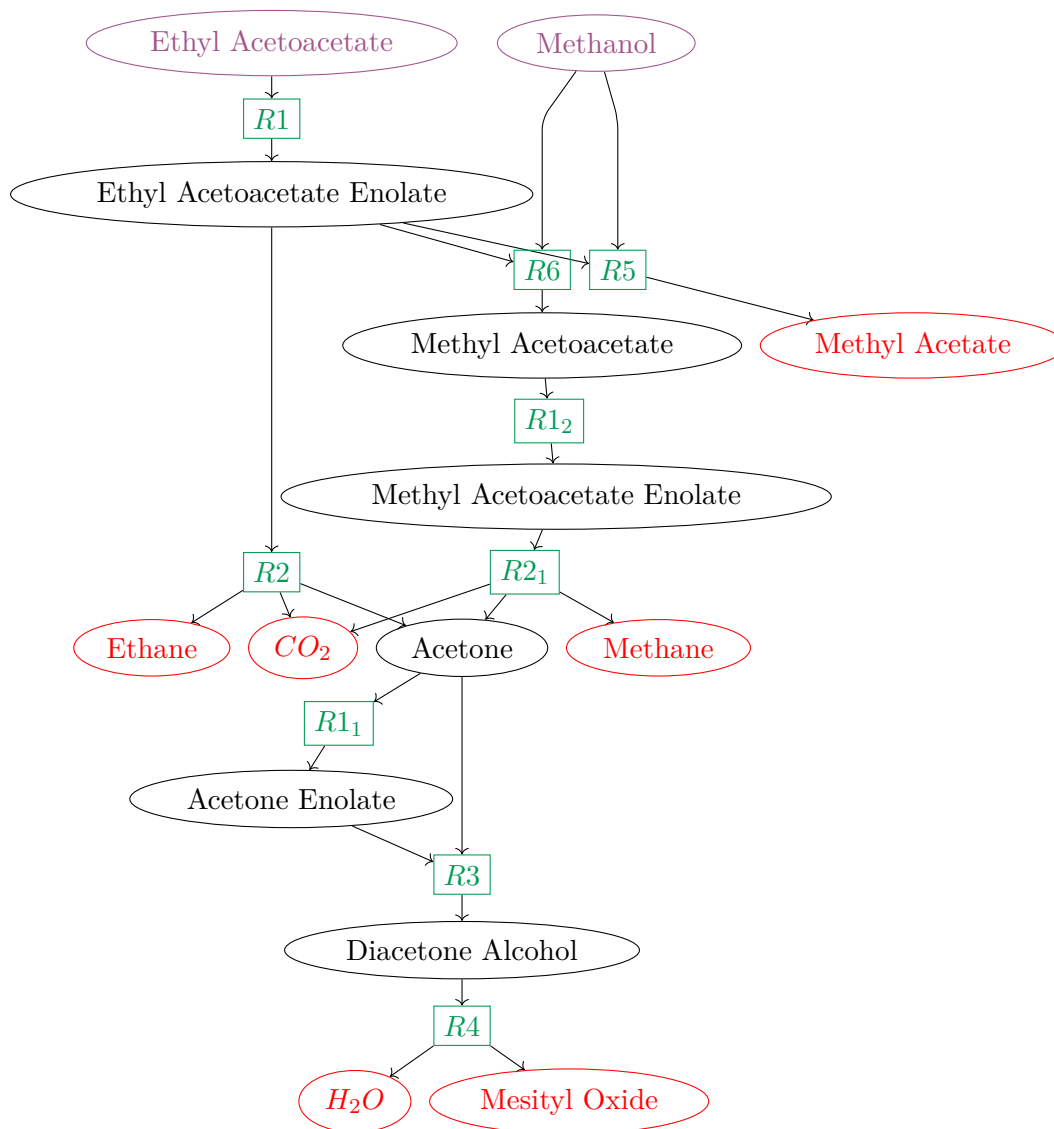 Ethyl Acetoacetate
Methanol
R1
Ethyl Acetoacetate Enolate
R6
R5
Methyl Acetoacetate
Methyl Acetate
R1₂
Methyl Acetoacetate Enolate
R2
R2₁
Ethane
CO₂
Acetone
Methane
R1₁
Acetone Enolate
R3
Diacetone Alcohol
R4
H₂O
Mesityl Oxide